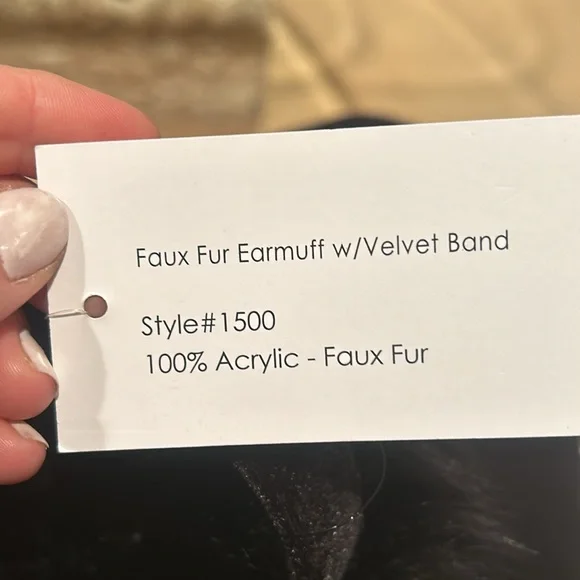 Faux Fur Earmuff w/Velvet Band
Style#1500
100% Acrylic - Faux Fur